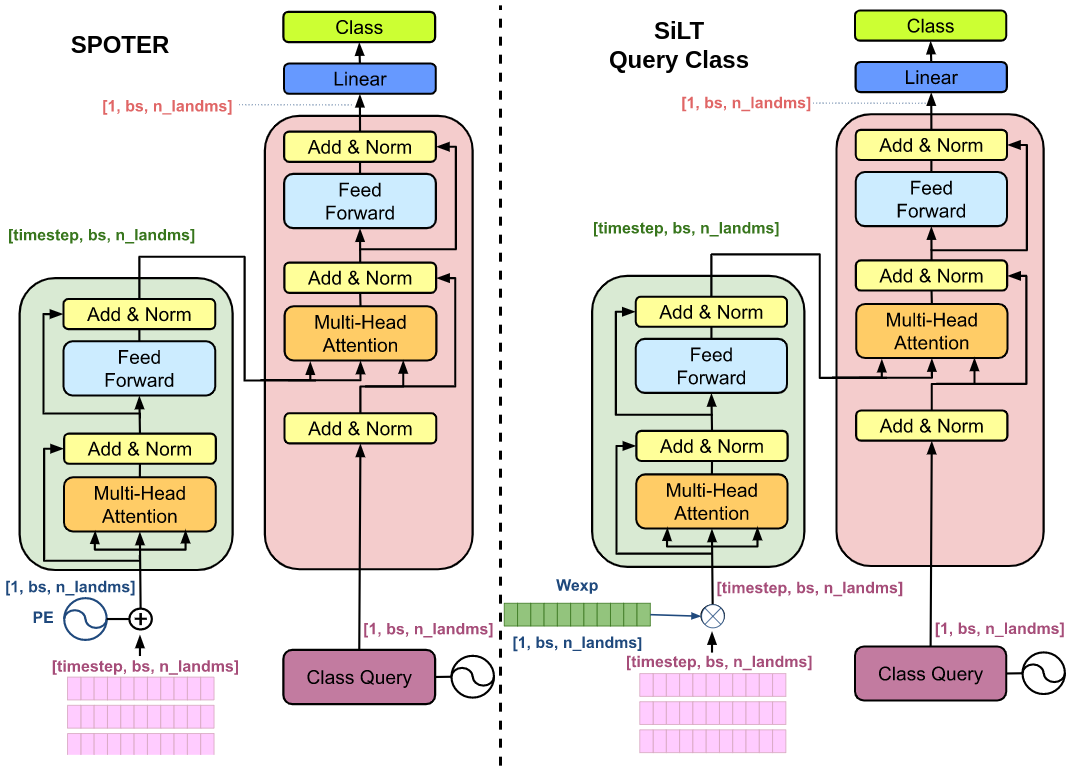 SPOTER
Class
Linear
[1, bs, n_landms]
Add & Norm
Feed
Forward
[timestep, bs, n_landms]
Add & Norm
Multi-Head
Attention
Add & Norm
Add & Norm
Feed
Forward
Add & Norm
Multi-Head
Attention
[1, bs, n_landms]
PE
[timestep, bs, n_landms]
[1, bs, n_landms]
Class Query
SiLT
Query Class
Class
Linear
[1, bs, n_landms]
Add & Norm
Feed
Forward
[timestep, bs, n_landms]
Add & Norm
Multi-Head
Attention
Add & Norm
Add & Norm
Feed
Forward
Add & Norm
Multi-Head
Attention
Wexp
[timestep, bs, n_landms]
[1, bs, n_landms]
[timestep, bs, n_landms]
[1, bs, n_landms]
Class Query